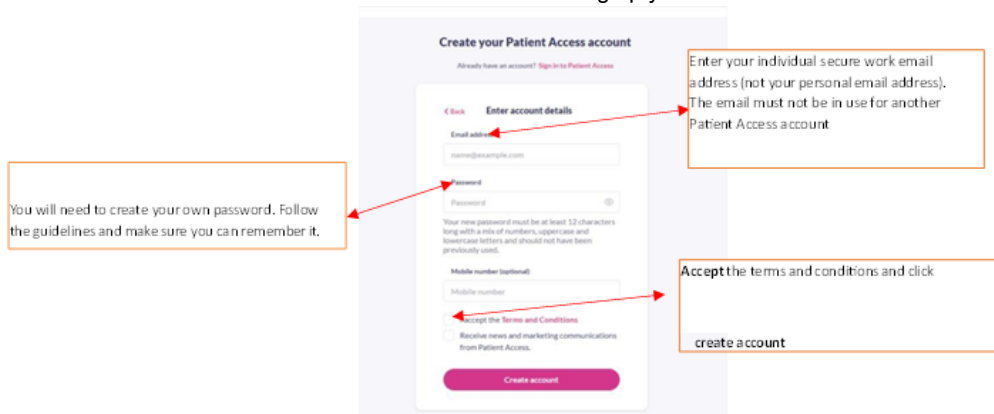 Create your Patient Access account
Already have an account? Sign in to Patient Access
Enter your individual secure work email
address (not your personal email address).
The email must not be in use for another
Patient Access account
< Back Enter account details
Email address
name@example.com
Password
Password
You will need to create your own password. Follow
the guidelines and make sure you can remember it.
Your new password must be at least 12 characters
long with a mix of numbers, uppercase and
lowercase letters and should not have been
previously used.
Mobile number (optional)
Mobile number
Accept the terms and conditions and click
create account
I accept the Terms and Conditions
Receive news and marketing communications
from Patient Access.
Create account